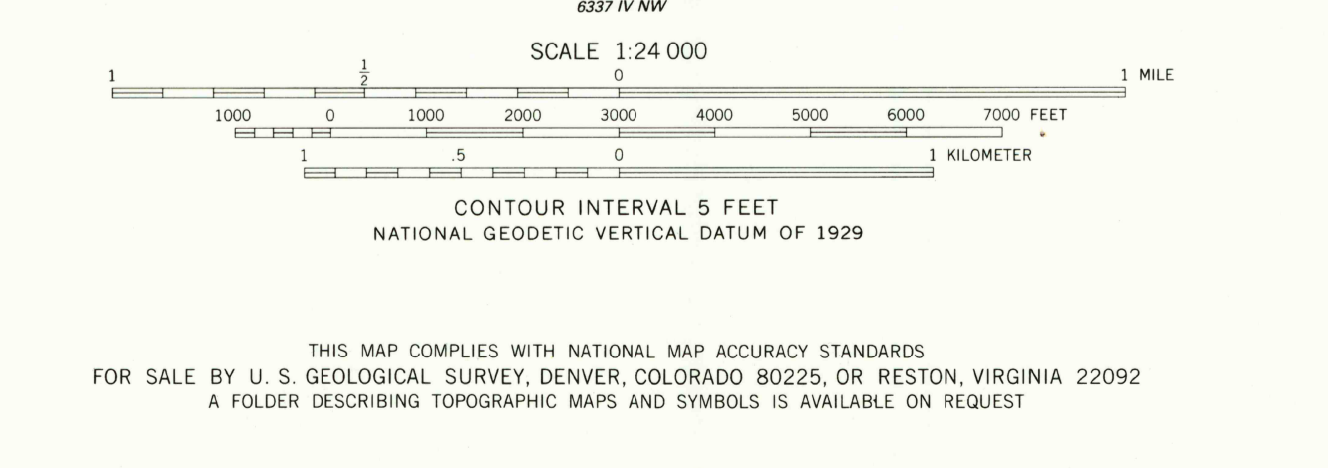 6337 IV NW
SCALE 1:24 000
1 1/2 0 1 MILE
1000 0 1000 2000 3000 4000 5000 6000 7000 FEET
1 .5 0 1 KILOMETER
CONTOUR INTERVAL 5 FEET
NATIONAL GEODETIC VERTICAL DATUM OF 1929
THIS MAP COMPLIES WITH NATIONAL MAP ACCURACY STANDARDS
FOR SALE BY U. S. GEOLOGICAL SURVEY, DENVER, COLORADO 80225, OR RESTON, VIRGINIA 22092
A FOLDER DESCRIBING TOPOGRAPHIC MAPS AND SYMBOLS IS AVAILABLE ON REQUEST